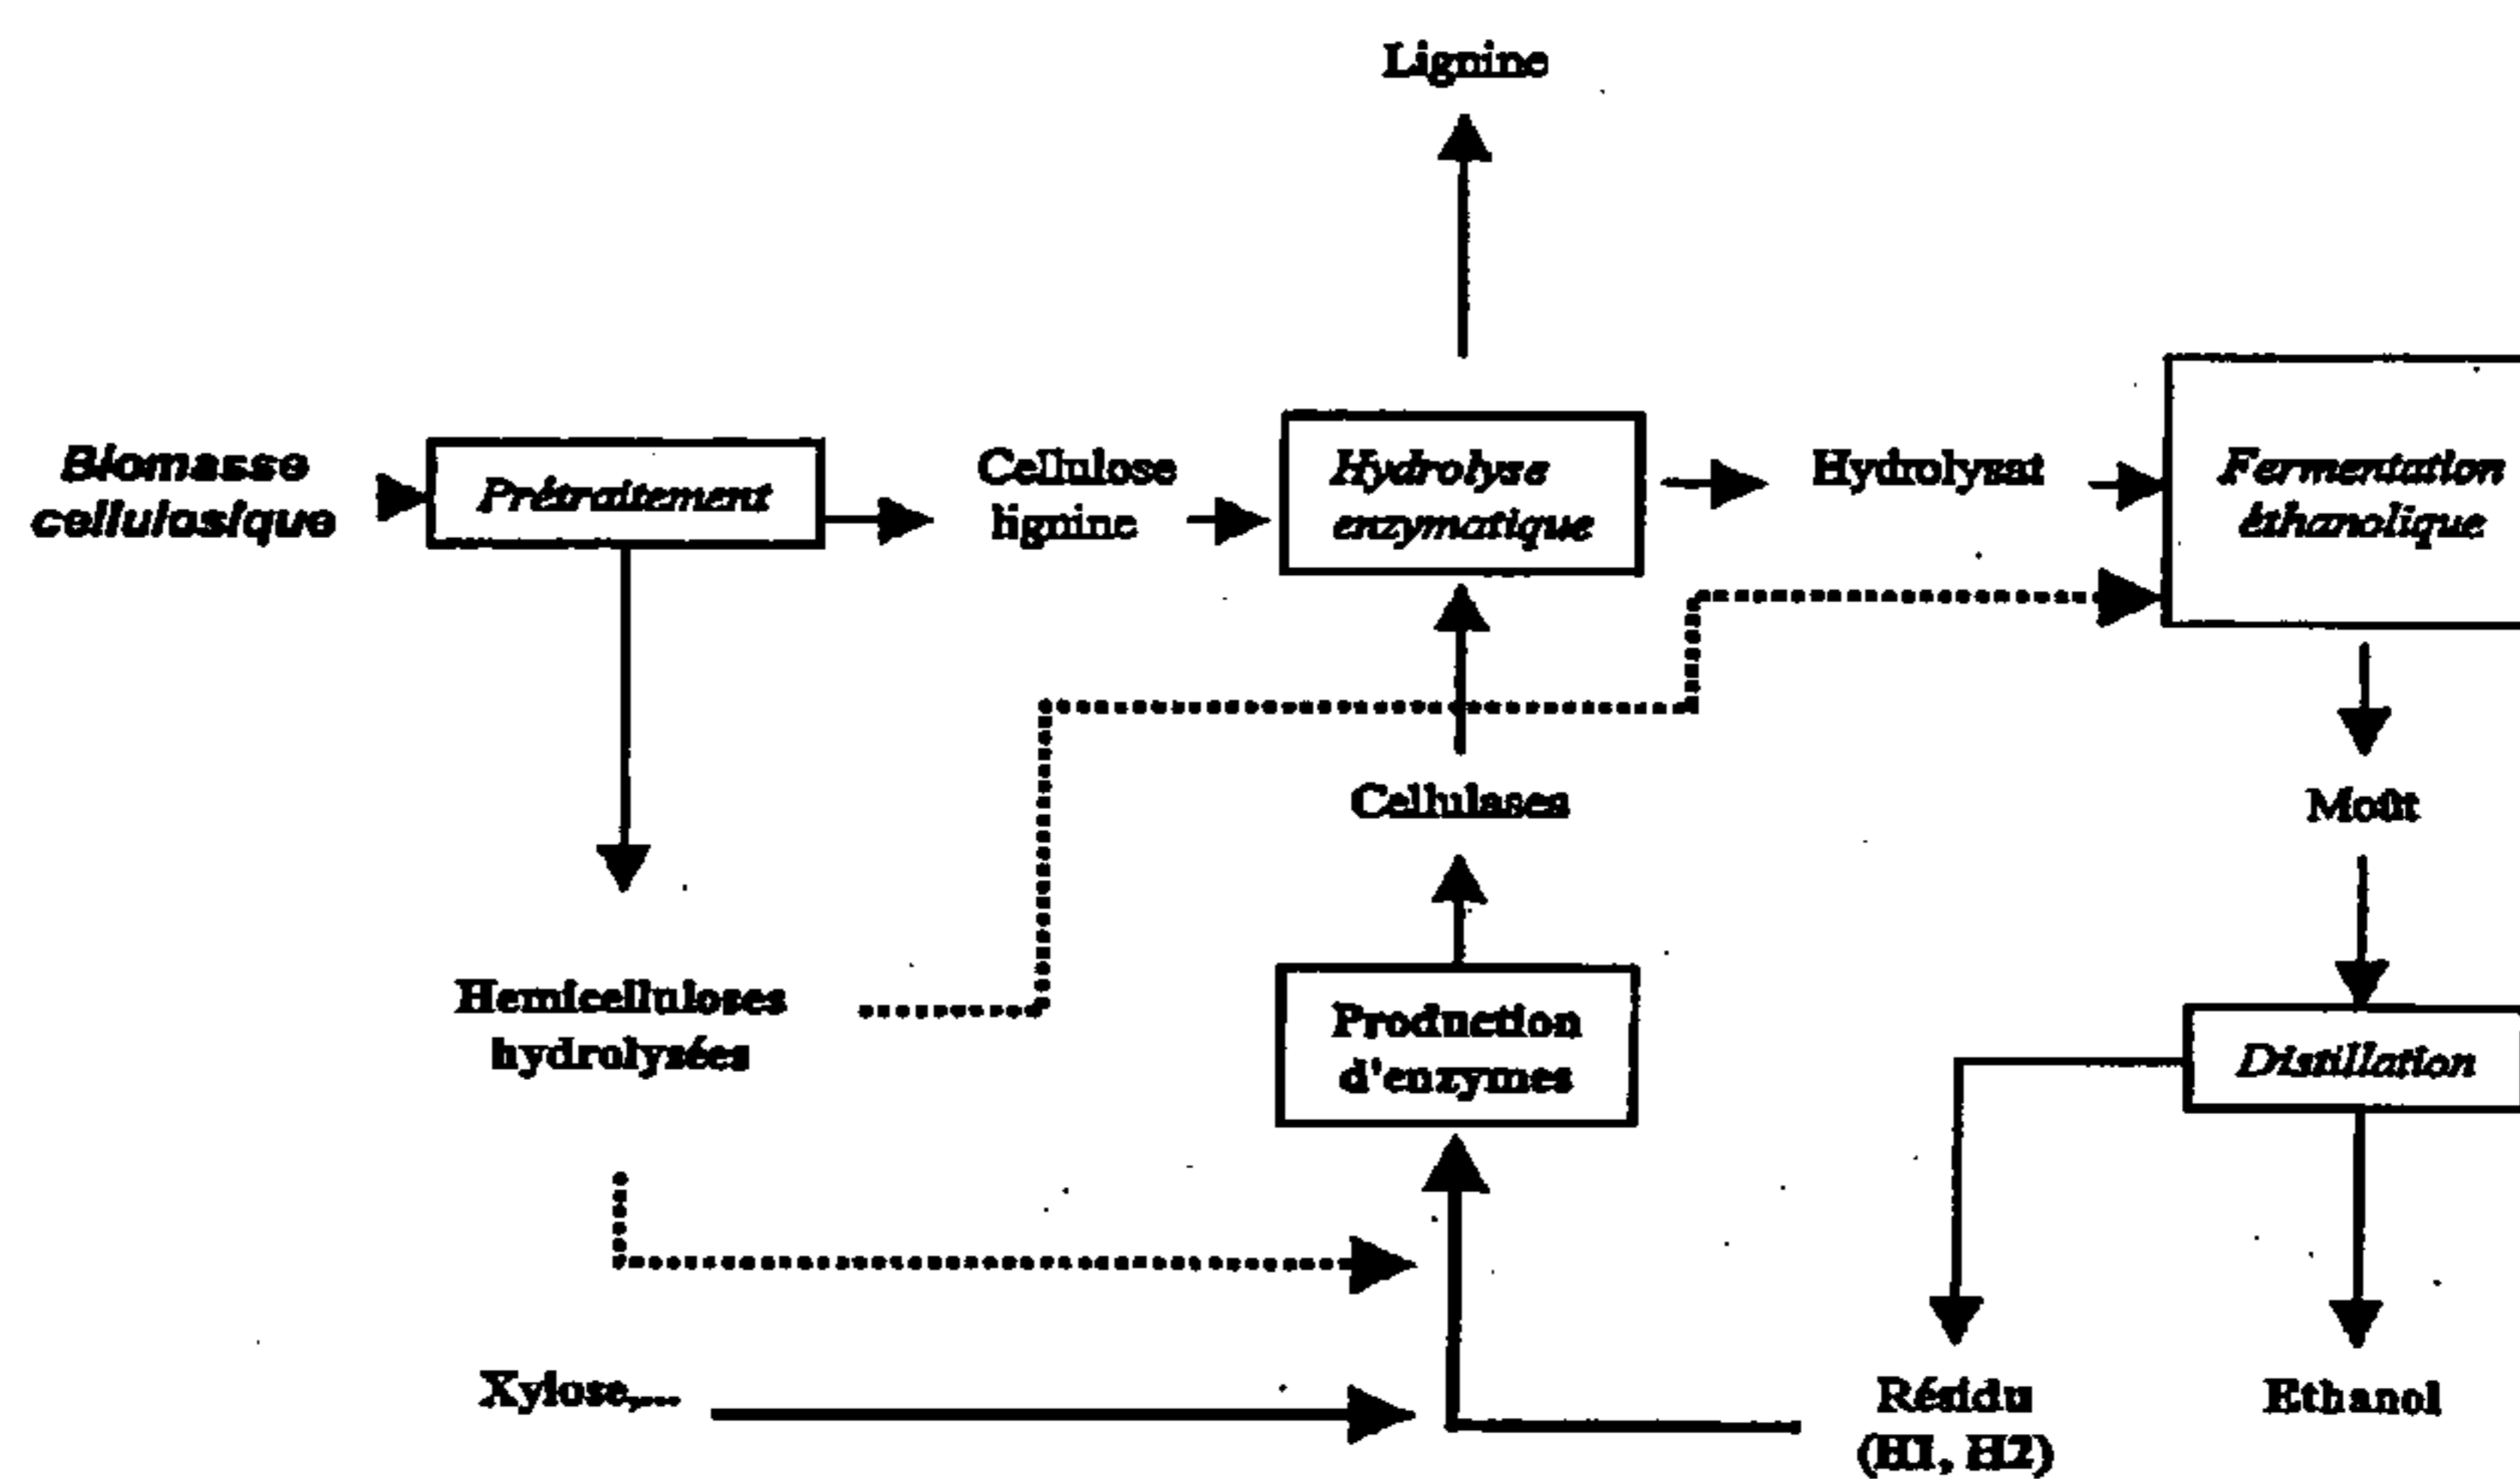 Lignine
Biomasse
cellulosique
Prétraitement
Cellulose
lignine
Hydrolyse
enzymatique
Hydrolysat
Fermentation
éthanolique
Cellulases
Moût
Hemicelluloses
hydrolysées
Production
d'enzymes
Distillation
Xylose,...
Résidu
(H1, H2)
Ethanol